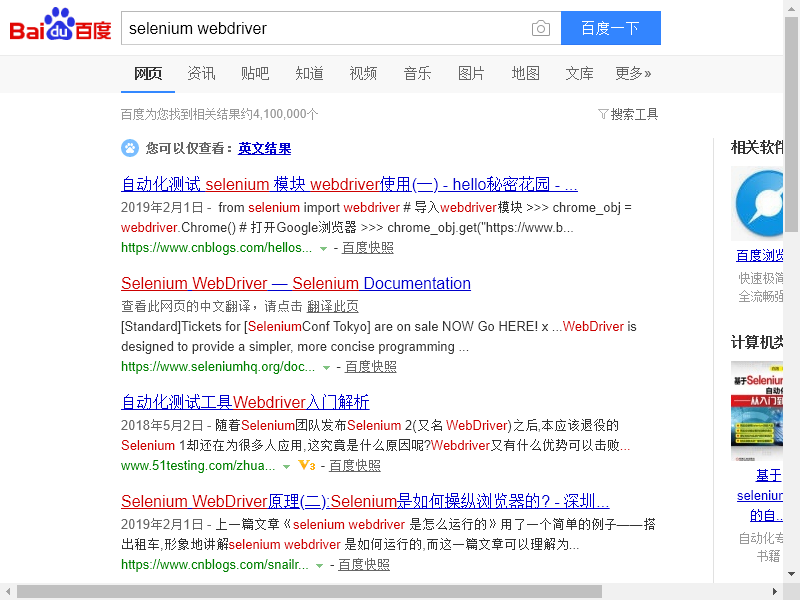 Bai du 百度 selenium webdriver 百度一下
网页 资讯 贴吧 知道 视频 音乐 图片 地图 文库 更多»
百度为您找到相关结果约4,100,000个 搜索工具
您可以仅查看：英文结果
自动化测试 selenium 模块 webdriver使用(一) - hello秘密花园 - ...
2019年2月1日 - from selenium import webdriver # 导入webdriver模块 >>> chrome_obj =
webdriver.Chrome() # 打开Google浏览器 >>> chrome_obj.get("https://www.b...
https://www.cnblogs.com/hellos... - 百度快照
Selenium WebDriver — Selenium Documentation
查看此网页的中文翻译，请点击 翻译此页
[Standard]Tickets for [SeleniumConf Tokyo] are on sale NOW Go HERE! x ...WebDriver is
designed to provide a simpler, more concise programming ...
https://www.seleniumhq.org/doc... - 百度快照
自动化测试工具Webdriver入门解析
2018年5月2日 - 随着Selenium团队发布Selenium 2(又名WebDriver)之后,本应该退役的
Selenium 1却还在为很多人应用,这究竟是什么原因呢?Webdriver又有什么优势可以击败...
www.51testing.com/zhua... V3 - 百度快照
Selenium WebDriver原理(二):Selenium是如何操纵浏览器的? - 深圳...
2019年2月1日 - 上一篇文章《selenium webdriver 是怎么运行的》用了一个简单的例子——搭
出租车,形象地讲解selenium webdriver 是如何运行的,而这一篇文章可以理解为...
https://www.cnblogs.com/snailr... - 百度快照
相关软件
百度浏览
快速极简
全流畅强
计算机类
基于Selenium
自动化
——从入门到
基于
selenium
的自...
自动化专
书籍